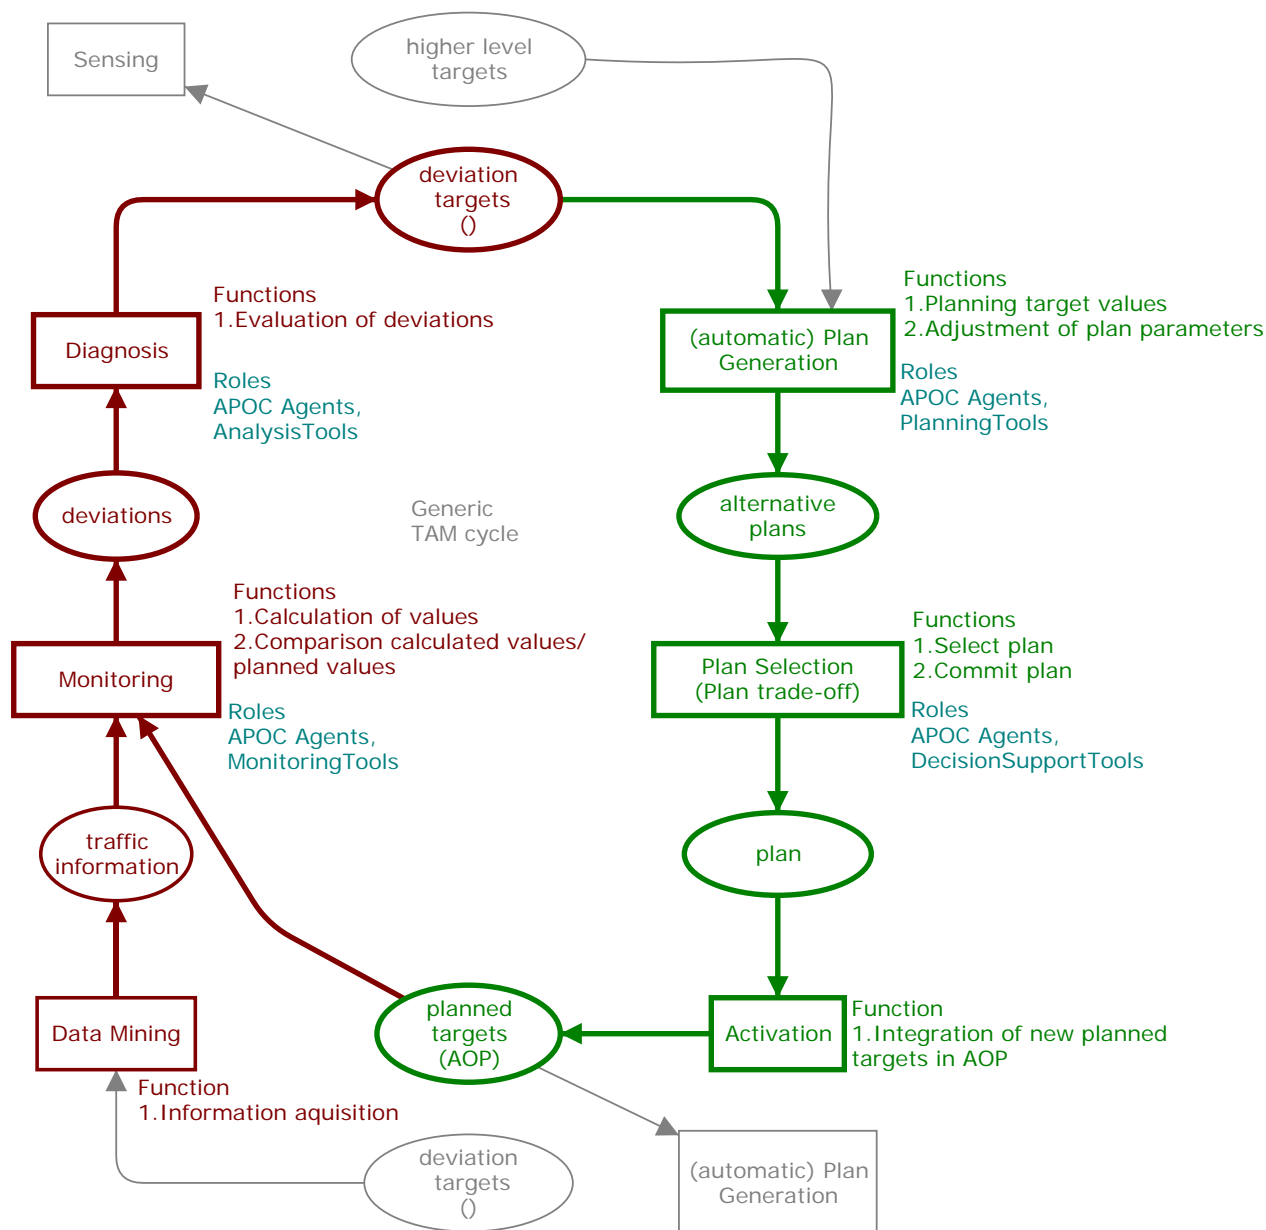 Sensing
higher level
targets
deviation
targets
()
Functions
1.Evaluation of deviations
Diagnosis
Roles
APOC Agents,
AnalysisTools
Functions
1.Planning target values
2.Adjustment of plan parameters
(automatic) Plan
Generation
Roles
APOC Agents,
PlanningTools
deviations
Generic
TAM cycle
alternative
plans
Functions
1.Calculation of values
2.Comparison calculated values/
planned values
Monitoring
Roles
APOC Agents,
MonitoringTools
Functions
1.Select plan
2.Commit plan
Plan Selection
(Plan trade-off)
Roles
APOC Agents,
DecisionSupportTools
traffic
information
plan
Data Mining
Function
1.Information aquisition
planned
targets
(AOP)
Activation
Function
1.Integration of new planned
targets in AOP
deviation
targets
()
(automatic) Plan
Generation